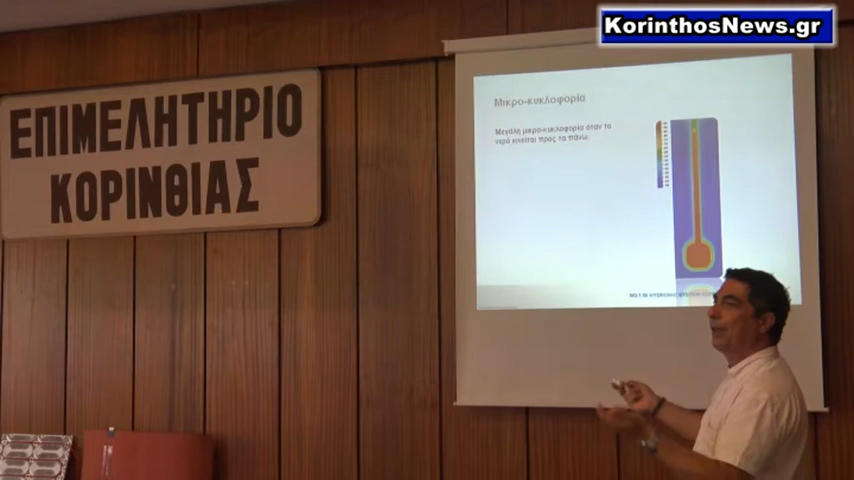 KorinthosNews.gr
ΕΠΙΜΕΛΗΤΗΡΙΟ
ΚΟΡΙΝΘΙΑΣ
Μικρο-κυκλοφορία
Μεγάλη μικρο-κυκλοφορία όταν το
νερό κινείται προς τα πάνω.